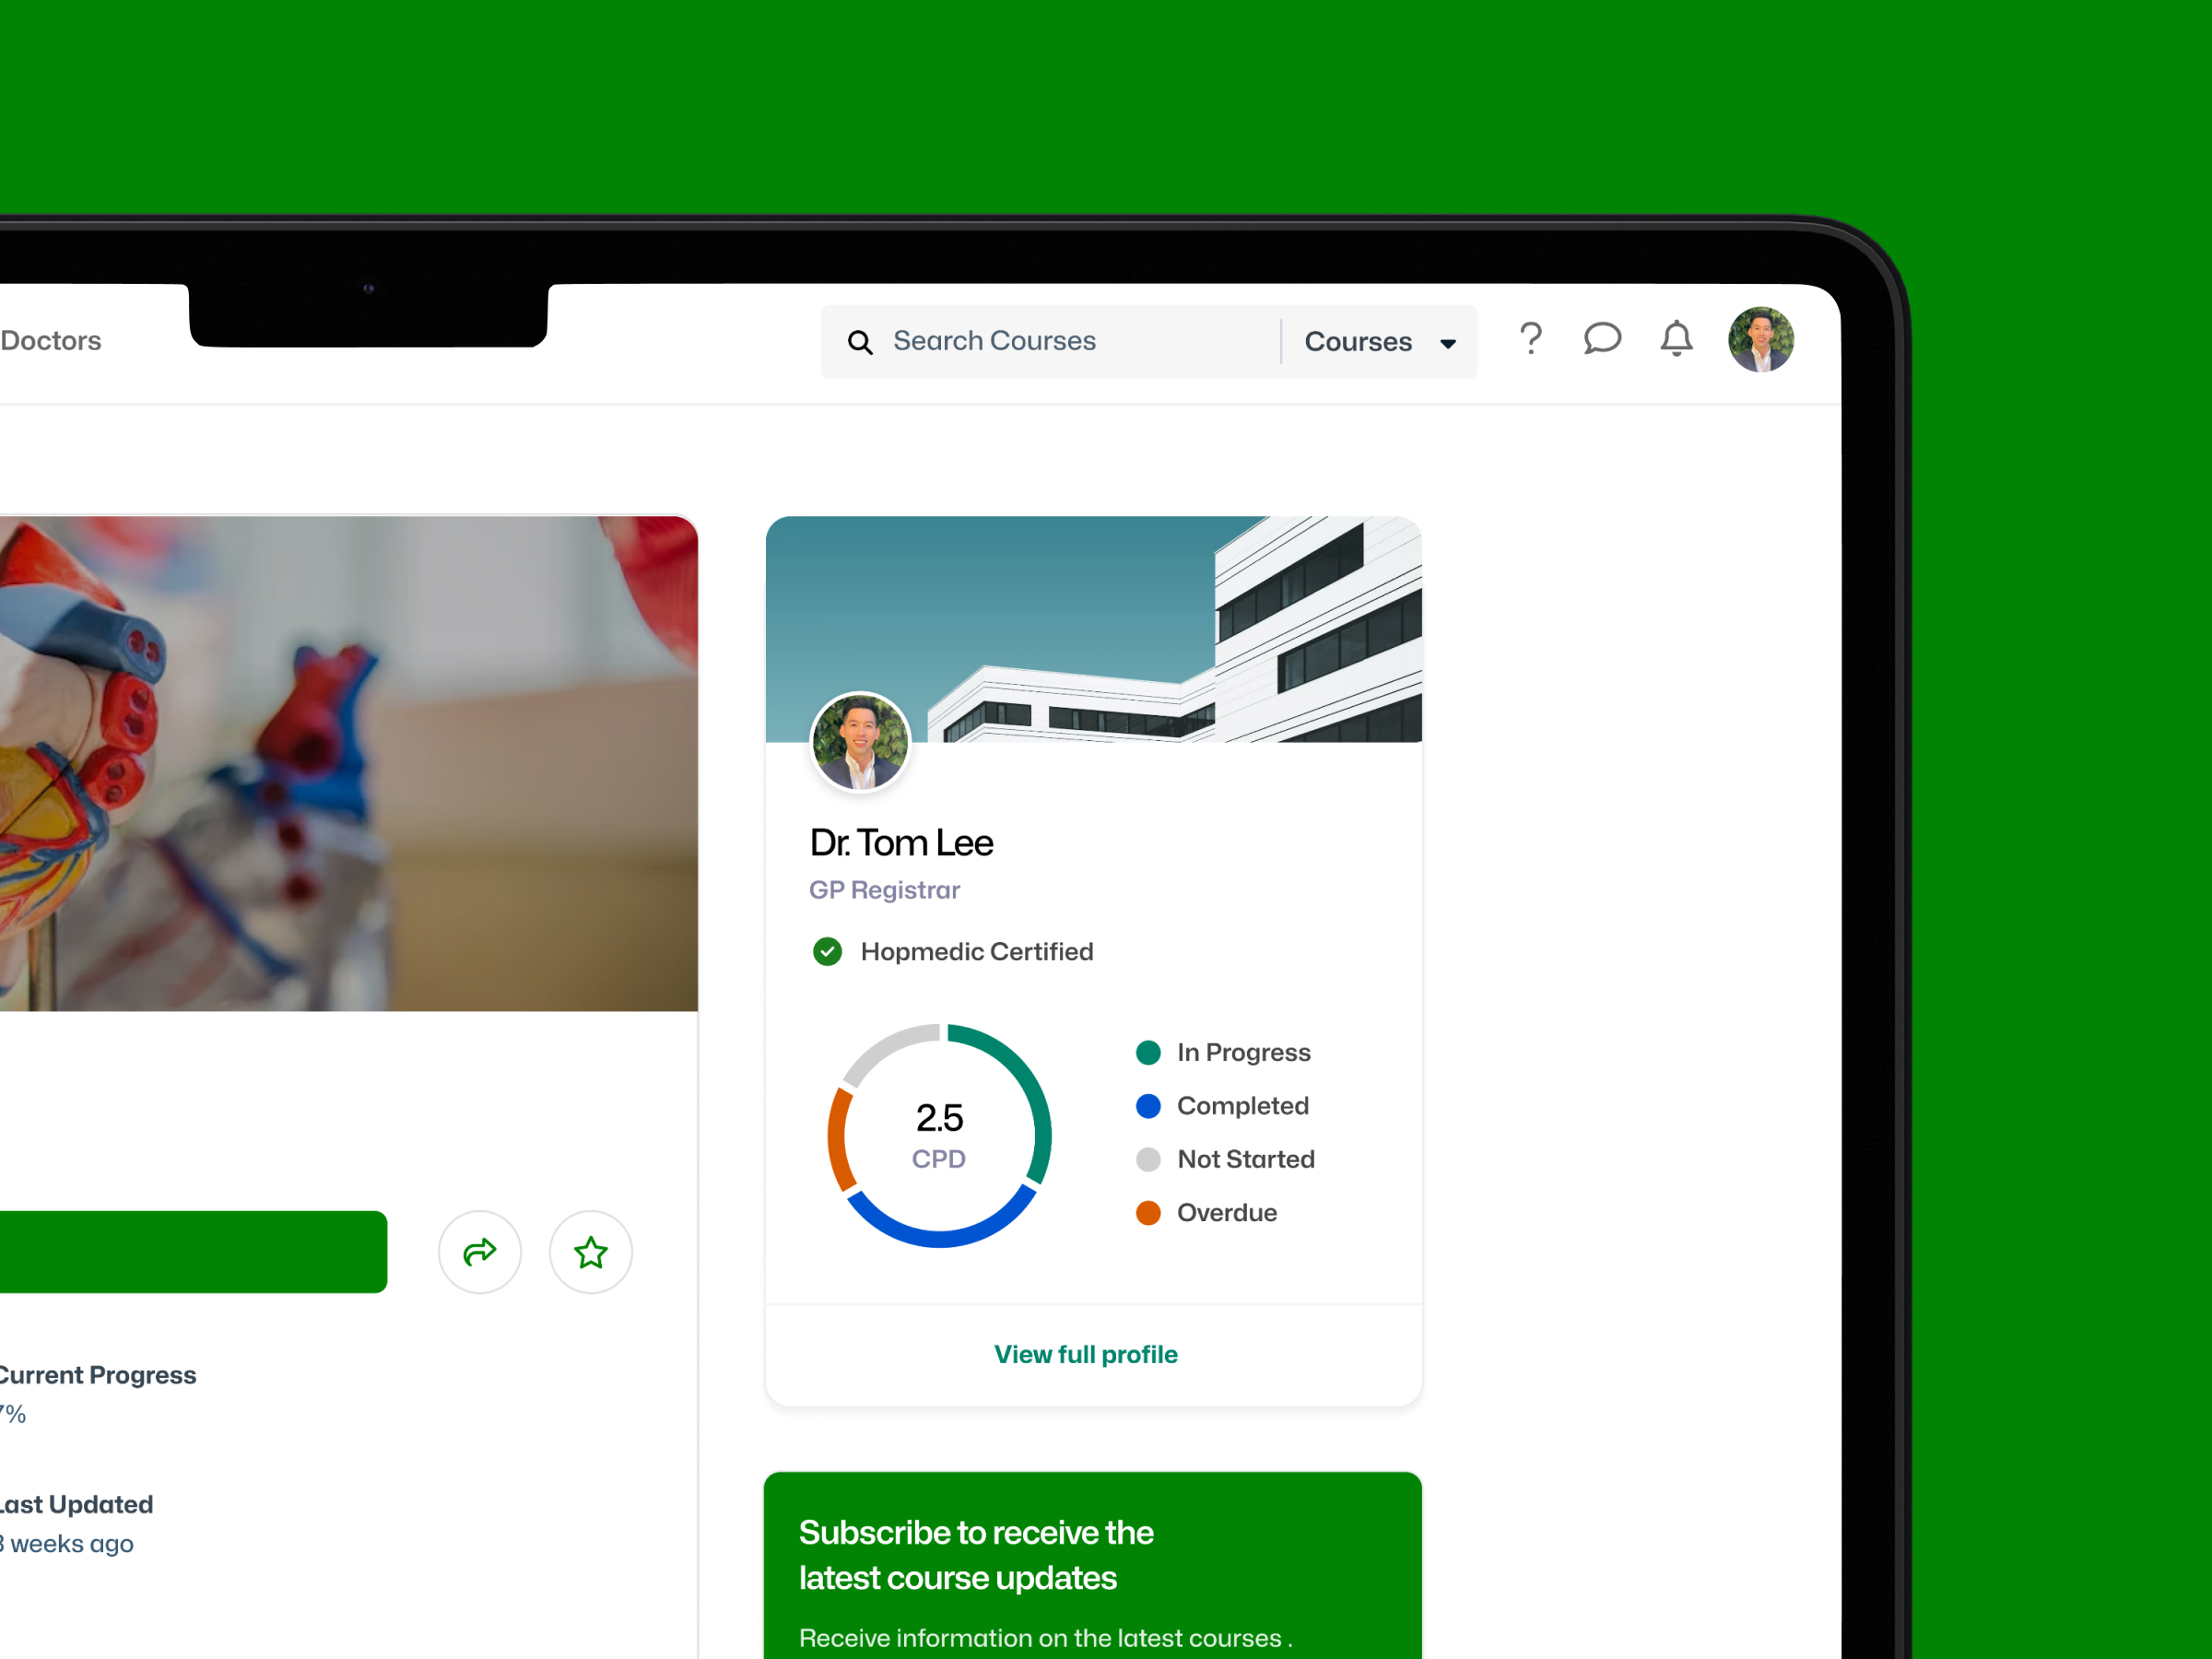 Doctors
Search Courses
Courses
Dr. Tom Lee
GP Registrar
Hopmedic Certified
2.5
CPD
In Progress
Completed
Not Started
Overdue
View full profile
Current Progress
7%
Last Updated
weeks ago
Subscribe to receive the
latest course updates
Receive information on the latest courses .